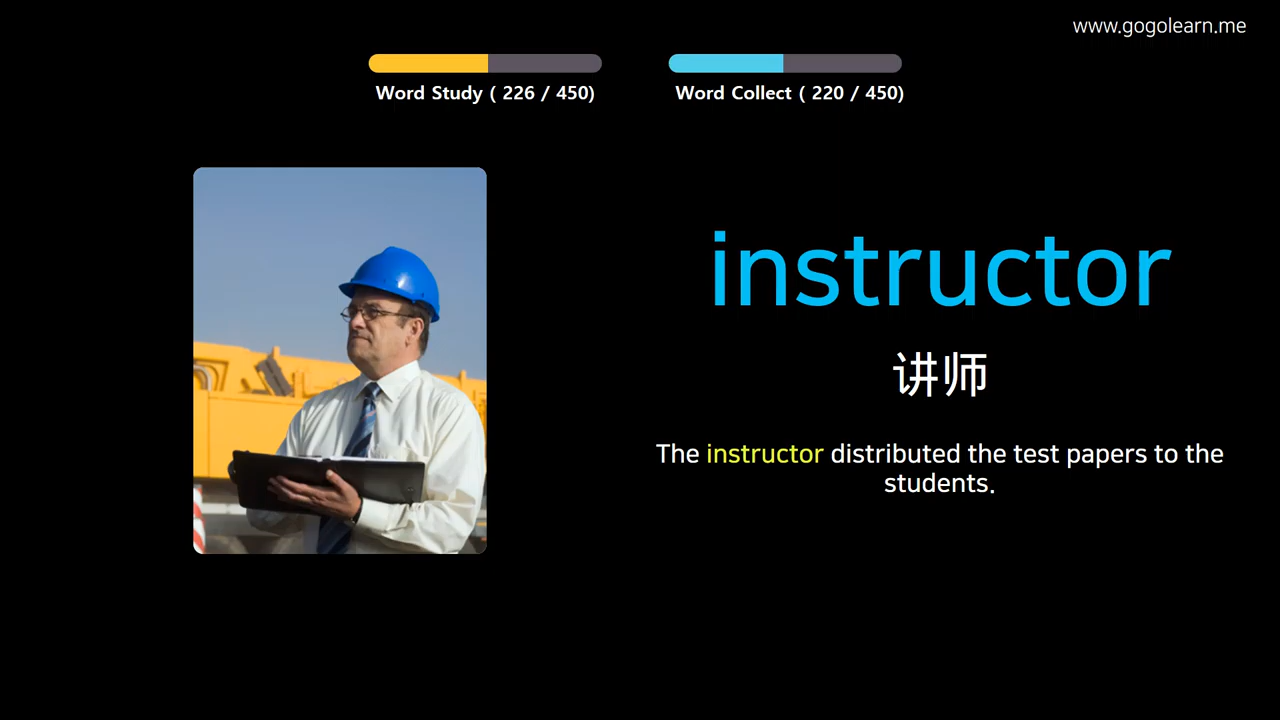 www.gogolearn.me
Word Study ( 226 / 450)
Word Collect ( 220 / 450)
instructor
讲师
The instructor distributed the test papers to the
students.